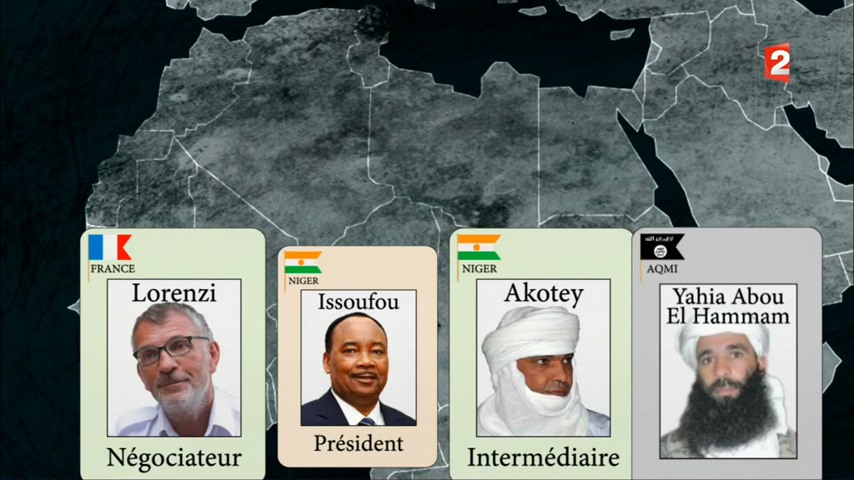 2
FRANCE
Lorenzi
Négociateur
NIGER
Issoufou
Président
NIGER
Akotey
Intermédiaire
AQMI
Yahia Abou
El Hammam